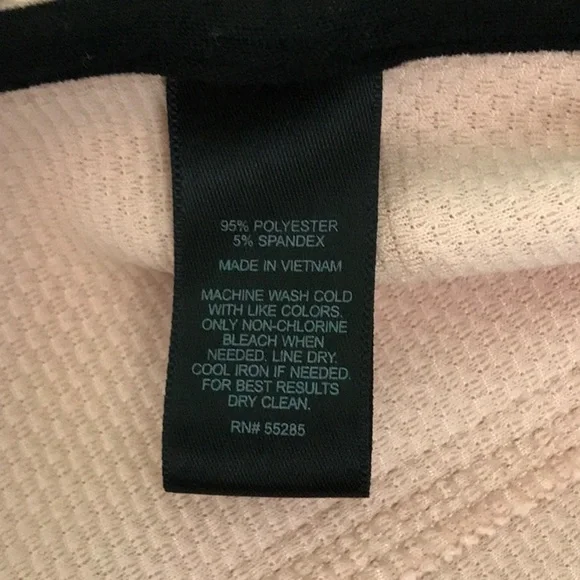 95% POLYESTER
5% SPANDEX
MADE IN VIETNAM
MACHINE WASH COLD
WITH LIKE COLORS.
ONLY NON-CHLORINE
BLEACH WHEN
NEEDED. LINE DRY.
COOL IRON IF NEEDED.
FOR BEST RESULTS
DRY CLEAN.
RN# 55285